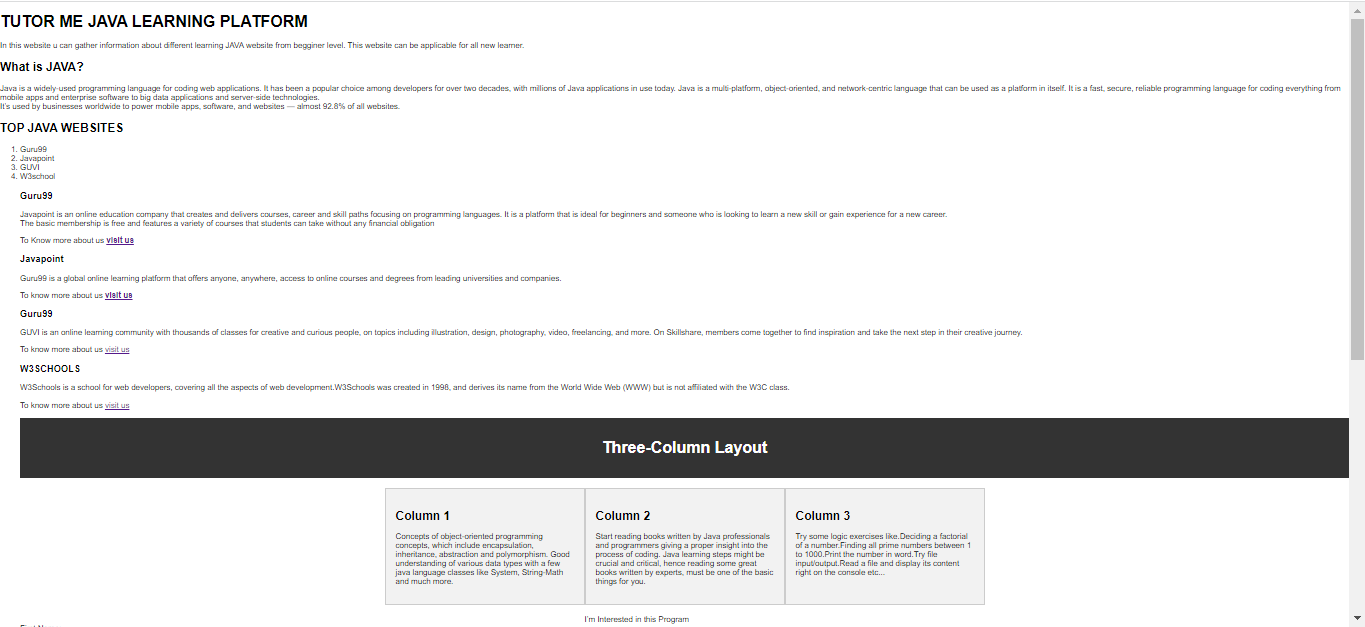 TUTOR ME JAVA LEARNING PLATFORM
In this website u can gather information about different learning JAVA website from begginer level. This website can be applicable for all new learner.
What is JAVA?
Java is a widely-used programming language for coding web applications. It has been a popular choice among developers for over two decades, with millions of Java applications in use today. Java is a multi-platform, object-oriented, and network-centric language that can be used as a platform in itself. It is a fast, secure, reliable programming language for coding everything from
mobile apps and enterprise software to big data applications and server-side technologies.
It's used by businesses worldwide to power mobile apps, software, and websites — almost 92.8% of all websites.
TOP JAVA WEBSITES
1. Guru99
2. Javapoint
3. GUVI
4. W3school
Guru99
Javapoint is an online education company that creates and delivers courses, career and skill paths focusing on programming languages. It is a platform that is ideal for beginners and someone who is looking to learn a new skill or gain experience for a new career.
The basic membership is free and features a variety of courses that students can take without any financial obligation
To Know more about us visit us
Javapoint
Guru99 is a global online learning platform that offers anyone, anywhere, access to online courses and degrees from leading universities and companies.
To know more about us visit us
Guru99
GUVI is an online learning community with thousands of classes for creative and curious people, on topics including illustration, design, photography, video, freelancing, and more. On Skillshare, members come together to find inspiration and take the next step in their creative journey.
To know more about us visit us
W3SCHOOLS
W3Schools is a school for web developers, covering all the aspects of web development.W3Schools was created in 1998, and derives its name from the World Wide Web (WWW) but is not affiliated with the W3C class.
To know more about us visit us
Three-Column Layout
Column 1
Concepts of object-oriented programming
concepts, which include encapsulation,
inheritance, abstraction and polymorphism. Good
understanding of various data types with a few
java language classes like System, String-Math
and much more.
Column 2
Start reading books written by Java professionals
and programmers giving a proper insight into the
process of coding. Java learning steps might be
crucial and critical, hence reading some great
books written by experts, must be one of the basic
things for you.
Column 3
Try some logic exercises like.Deciding a factorial
of a number.Finding all prime numbers between 1
to 1000.Print the number in word.Try file
input/output.Read a file and display its content
right on the console etc...
I'm Interested in this Program